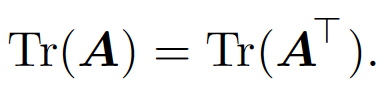 Tr(𝑨) = Tr(𝑨^⊤).